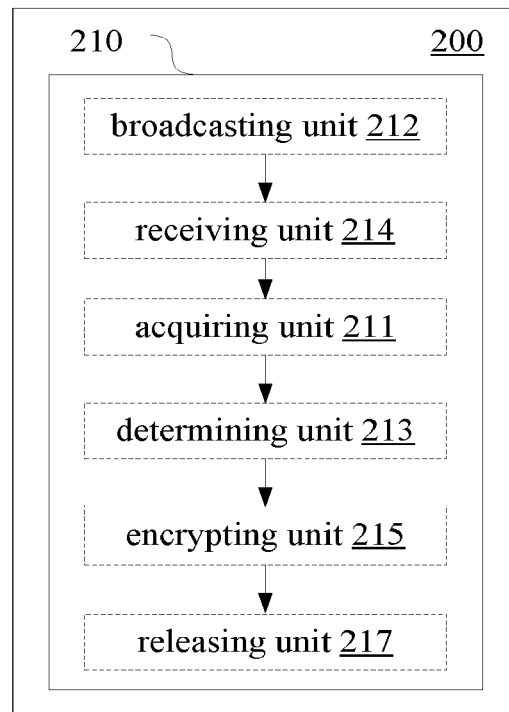 210
200
broadcasting unit 212
receiving unit 214
acquiring unit 211
determining unit 213
encrypting unit 215
releasing unit 217